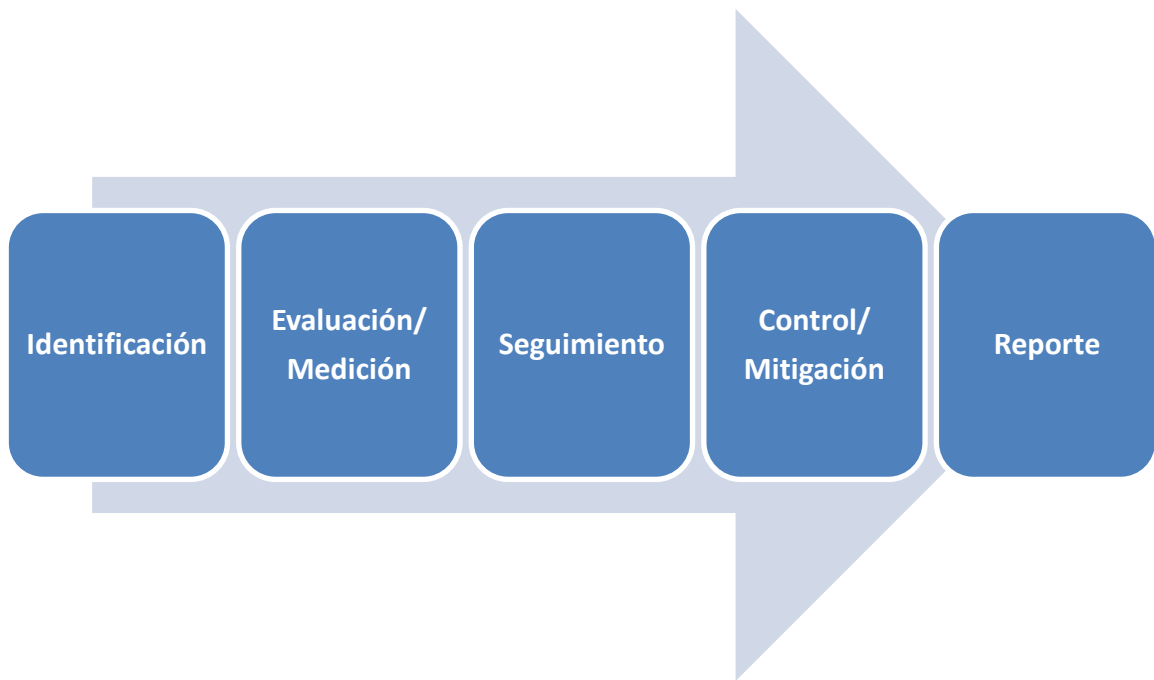 Identificación
Evaluación/
Medición
Seguimiento
Control/
Mitigación
Reporte